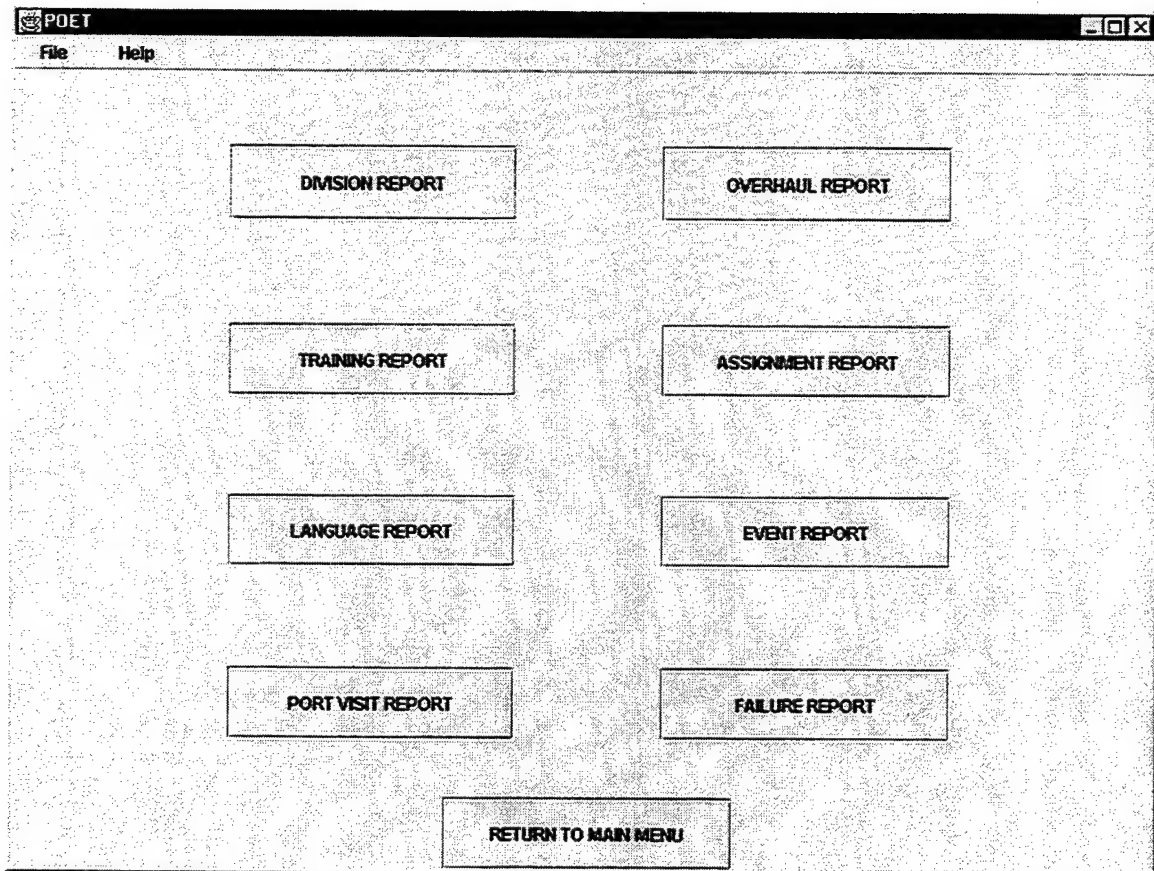 POET
File Help
DIVISION REPORT
OVERHAUL REPORT
TRAINING REPORT
ASSIGNMENT REPORT
LANGUAGE REPORT
EVENT REPORT
PORT VISIT REPORT
FAILURE REPORT
RETURN TO MAIN MENU